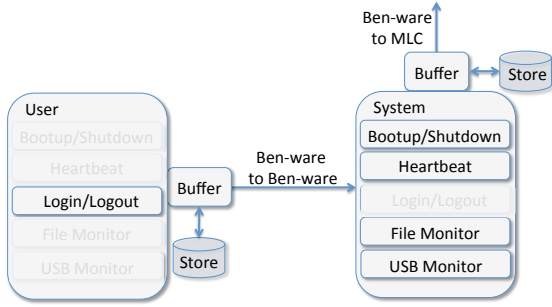 Ben-ware
to MLC
Buffer
Store
User
Bootup/Shutdown
Heartbeat
Login/Logout
File Monitor
USB Monitor
Buffer
Store
Ben-ware
to Ben-ware
System
Bootup/Shutdown
Heartbeat
Login/Logout
File Monitor
USB Monitor